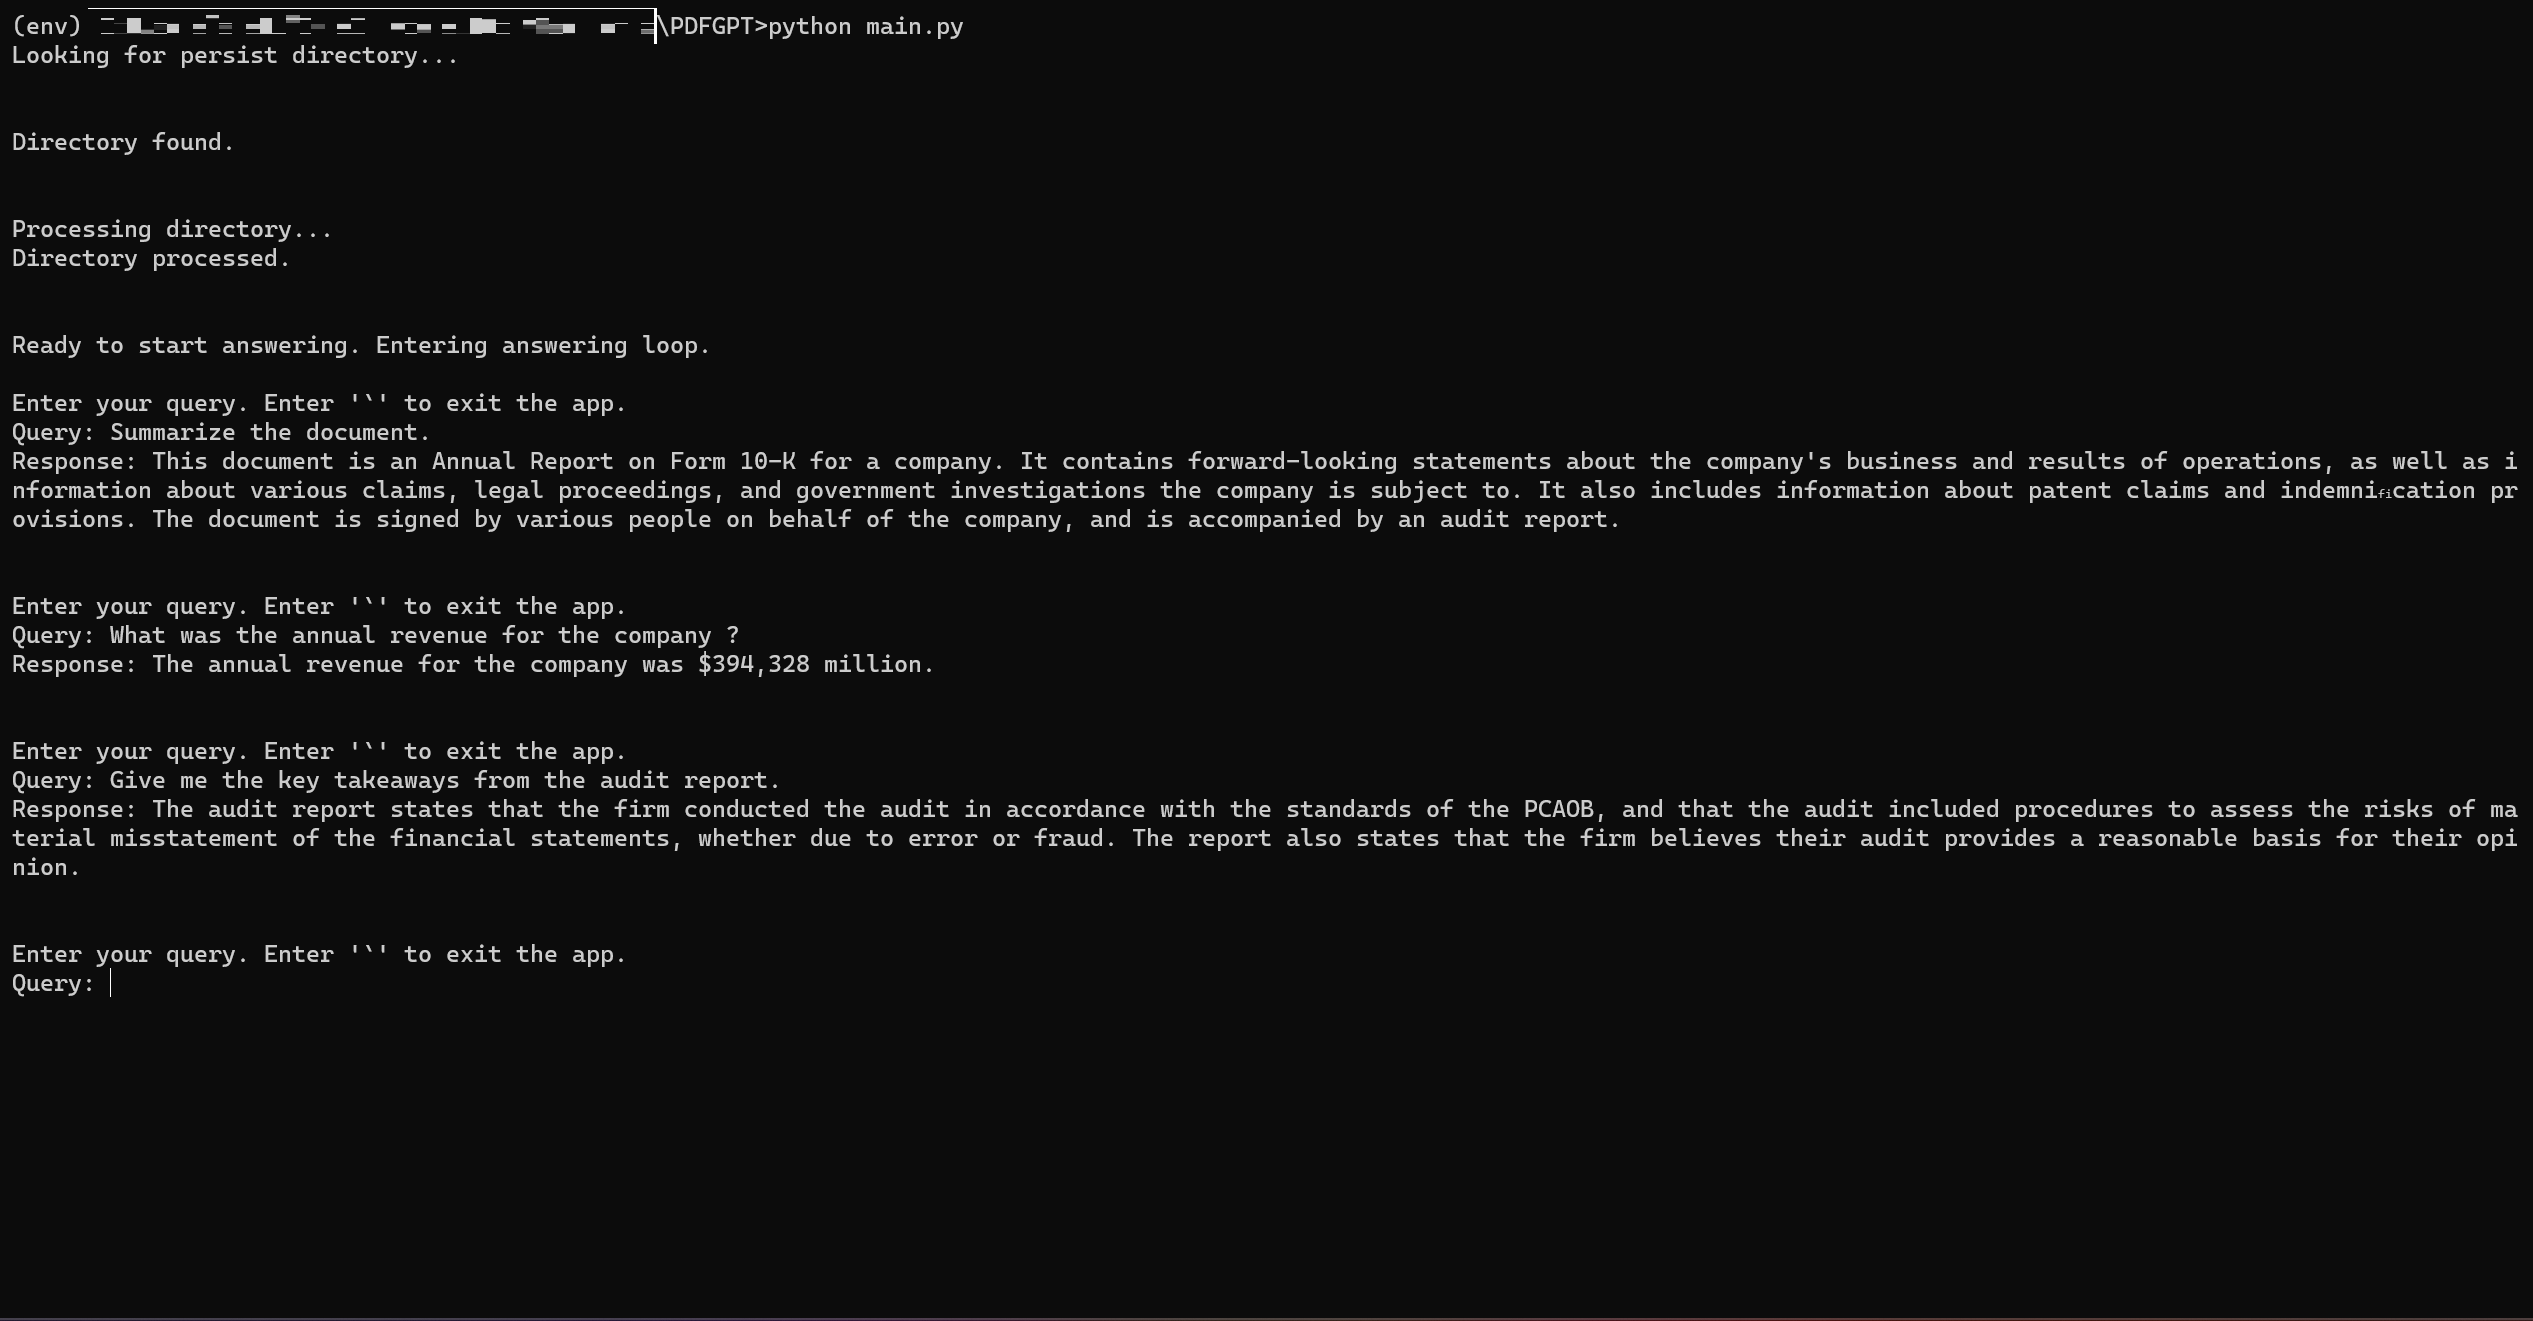 (env) \PDFGPT>python main.py
Looking for persist directory...
Directory found.
Processing directory...
Directory processed.
Ready to start answering. Entering answering loop.
Enter your query. Enter '`' to exit the app.
Query: Summarize the document.
Response: This document is an Annual Report on Form 10-K for a company. It contains forward-looking statements about the company's business and results of operations, as well as i
nformation about various claims, legal proceedings, and government investigations the company is subject to. It also includes information about patent claims and indemnification pr
ovisions. The document is signed by various people on behalf of the company, and is accompanied by an audit report.
Enter your query. Enter '`' to exit the app.
Query: What was the annual revenue for the company ?
Response: The annual revenue for the company was $394,328 million.
Enter your query. Enter '`' to exit the app.
Query: Give me the key takeaways from the audit report.
Response: The audit report states that the firm conducted the audit in accordance with the standards of the PCAOB, and that the audit included procedures to assess the risks of ma
terial misstatement of the financial statements, whether due to error or fraud. The report also states that the firm believes their audit provides a reasonable basis for their opi
nion.
Enter your query. Enter '`' to exit the app.
Query: